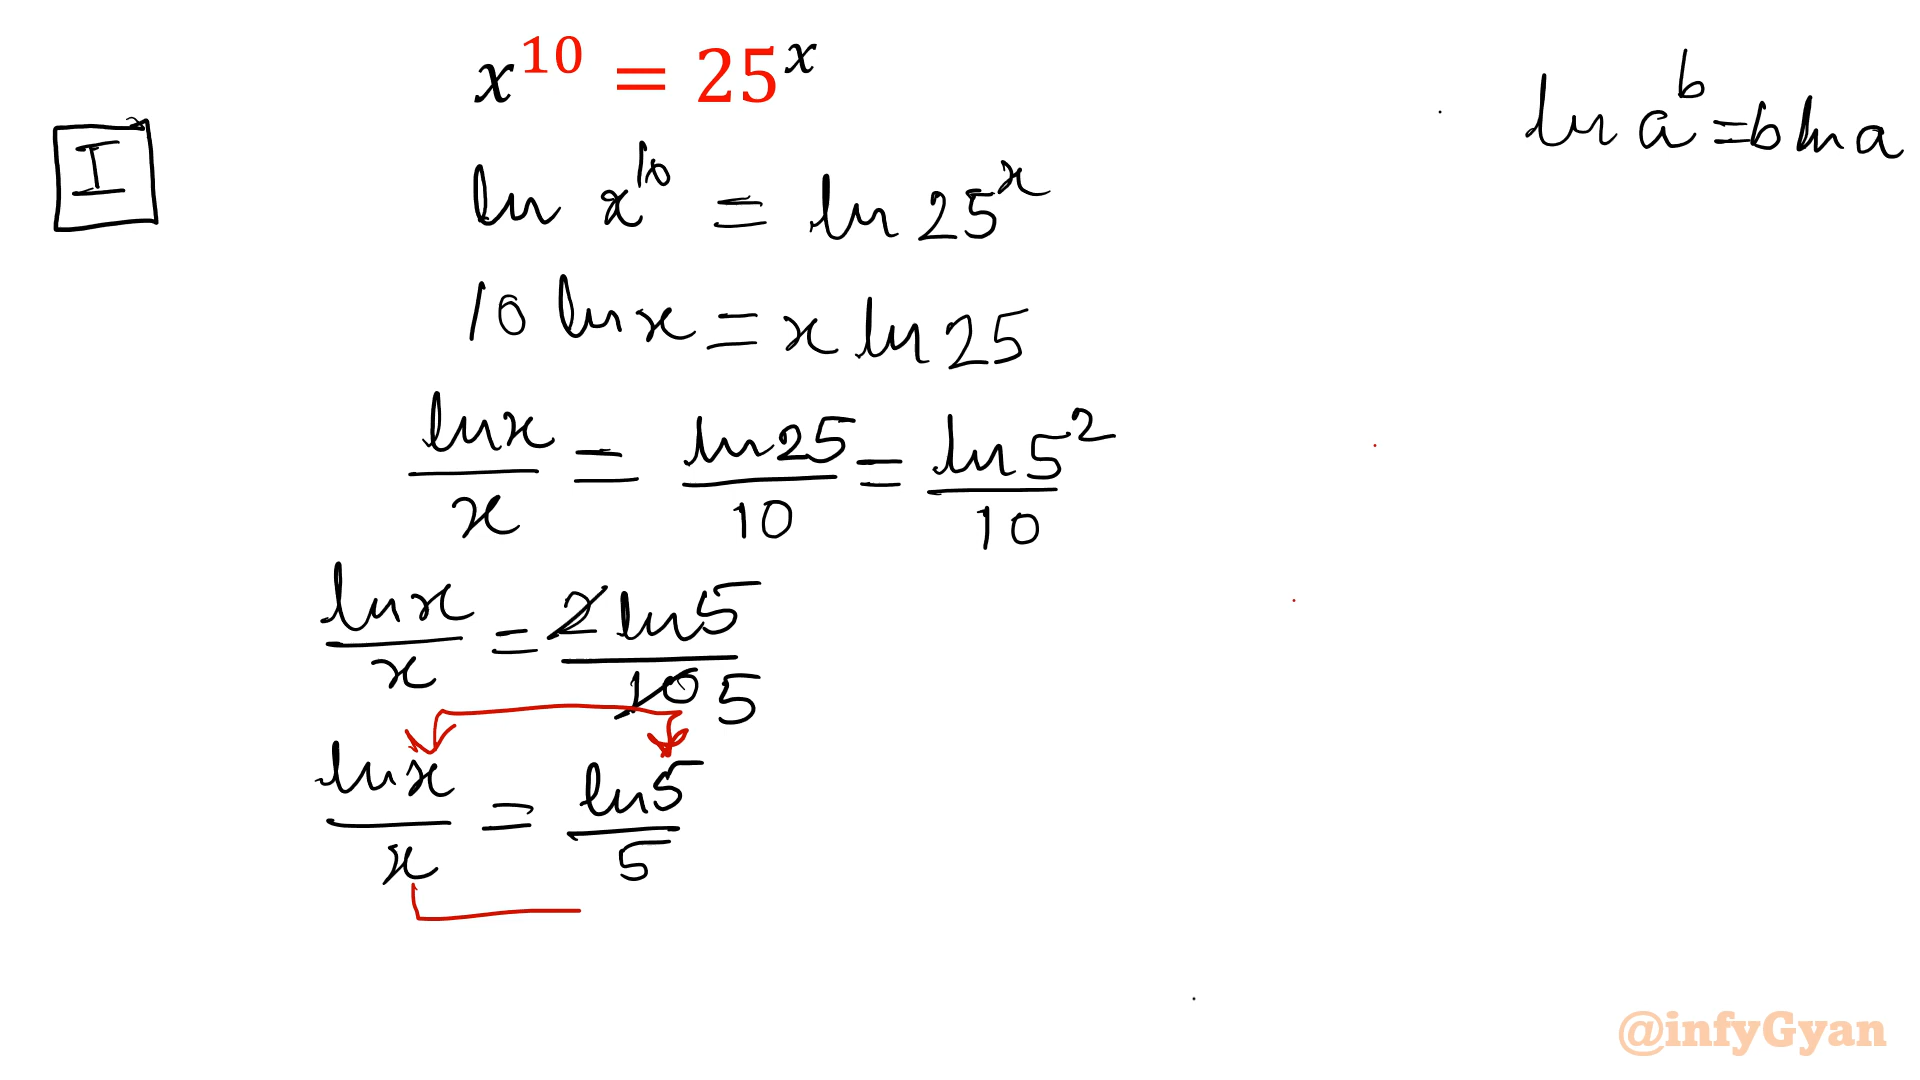 x^10 = 25^x
ln a^b = b ln a
I
ln x^10 = ln 25^x
10 ln x = x ln 25
ln x / x = ln 25 / 10 = ln 5^2 / 10
ln x / x = 2 ln 5 / 10 5
ln x / x = ln 5 / 5
@infyGyan